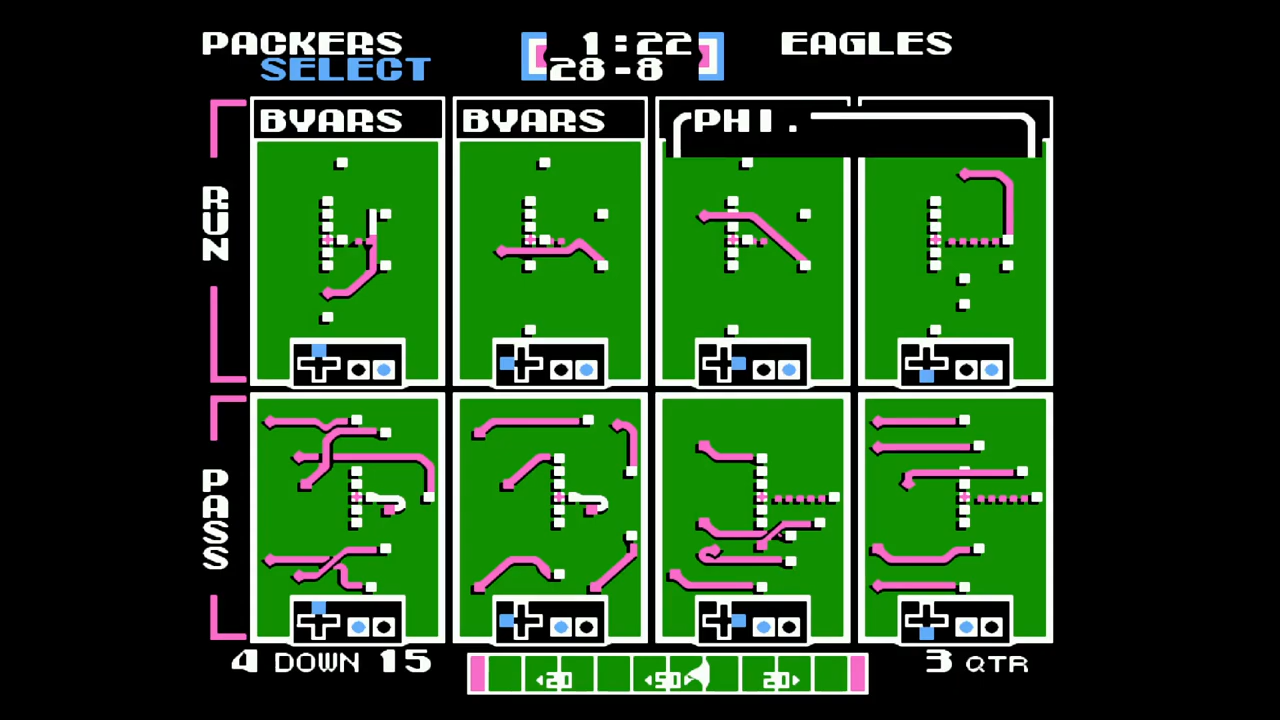 PACKERS 1:22 EAGLES
SELECT 28-8
BYARS BYARS PHI.
RUN
PASS
4 DOWN 15 20 50 20 3 QTR